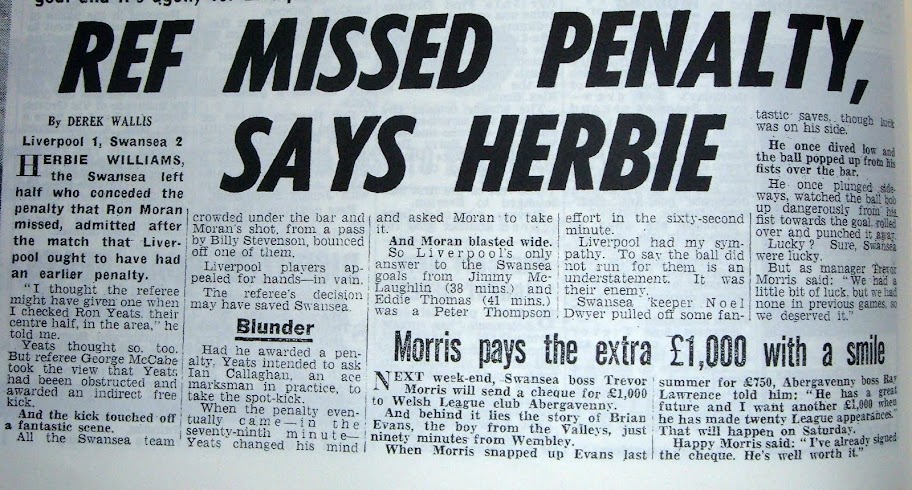 REF MISSED PENALTY,
SAYS HERBIE
By DEREK WALLIS
Liverpool 1, Swansea 2
HERBIE WILLIAMS,
the Swansea left
half who conceded the
penalty that Ron Moran
missed, admitted after
the match that Liver-
pool ought to have had
an earlier penalty.
"I thought the referee
might have given one when
I checked Ron Yeats, their
centre half, in the area," he
told me.
Yeats thought so, too.
But referee George McCabe
took the view that Yeats
had been obstructed and
awarded an indirect free
kick.
And the kick touched off
a fantastic scene.
All the Swansea team
crowded under the bar and
Moran's shot, from a pass
by Billy Stevenson, bounced
off one of them.
Liverpool players ap-
pealed for hands—in vain.
The referee's decision
may have saved Swansea.
Blunder
Had he awarded a pen-
alty, Yeats intended to ask
Ian Callaghan, an ace
marksman in practice, to
take the spot-kick.
When the penalty even-
tually came—in the
seventy-ninth minute—
Yeats changed his mind
and asked Moran to take
it.
And Moran blasted wide.
So Liverpool's only
answer to the Swansea
goals from Jimmy Mc-
Laughlin (38 mins.) and
Eddie Thomas (41 mins.)
was a Peter Thompson
effort in the sixty-second
minute.
Liverpool had my sym-
pathy. To say the ball did
not run for them is an
understatement. It was
their enemy.
Swansea 'keeper Noel
Dwyer pulled off some fan-
tastic saves, though luck
was on his side.
He once dived low and
the ball popped up from his
fists over the bar.
He once plunged side-
ways, watched the ball bob
up dangerously from his
fist towards the goal, rolled
over and punched it away.
Lucky? Sure, Swansea
were lucky.
But as manager Trevor
Morris said: "We had a
little bit of luck, but we had
none in previous games, so
we deserved it."
Morris pays the extra £1,000 with a smile
NEXT week-end, Swansea boss Trevor
Morris will send a cheque for £1,000
to Welsh League club Abergavenny.
And behind it lies the story of Brian
Evans, the boy from the Valleys, just
ninety minutes from Wembley.
When Morris snapped up Evans last
summer for £750, Abergavenny boss Ray
Lawrence told him: "He has a great
future and I want another £1,000 when
he has made twenty League appearances."
That will happen on Saturday.
Happy Morris said: "I've already signed
the cheque. He's well worth it."